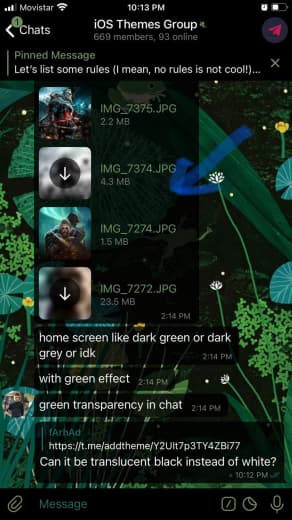 Movistar
10:13 PM
1
Chats
iOS Themes Group
669 members, 93 online
Pinned Message
Let's list some rules (I mean, no rules is not cool!)...
IMG_7375.JPG
2.2 MB
IMG_7374.JPG
4.3 MB
IMG_7274.JPG
1.5 MB
IMG_7272.JPG
23.5 MB
2:14 PM
home screen like dark green or dark
grey or idk
2:14 PM
with green effect 2:14 PM
green transparency in chat 2:14 PM
fArhAd
https://t.me/addtheme/Y2UIt7p3TY4ZBi77
Can it be translucent black instead of white?
10:12 PM
Message